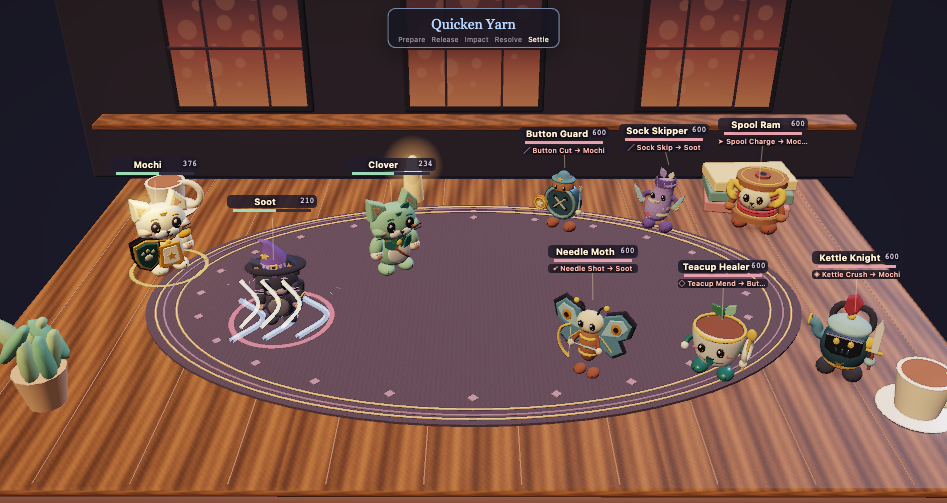 Quicken Yarn
Prepare Release Impact Resolve Settle
Mochi 376
Soot 210
Clover 234
Button Guard 600
Button Cut → Mochi
Sock Skipper 600
Sock Skip → Soot
Spool Ram 600
Spool Charge → Moc...
Needle Moth 600
Needle Shot → Soot
Teacup Healer 600
Teacup Mend → But...
Kettle Knight 600
Kettle Crush → Mochi